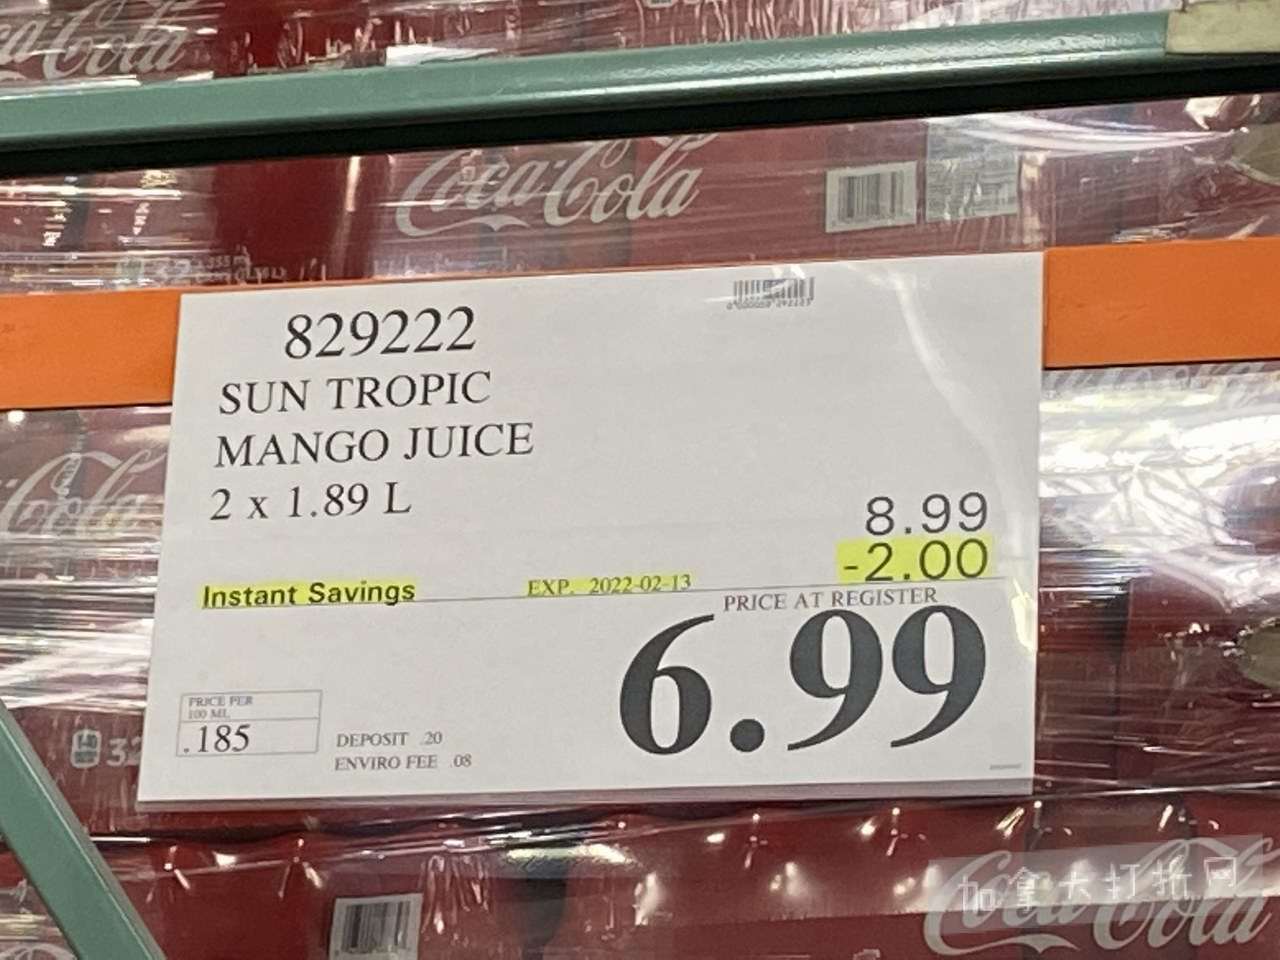 Coca-Cola
Coca-Cola
829222
SUN TROPIC
MANGO JUICE
2 x 1.89 L
8.99
-2.00
Instant Savings
EXP. 2022-02-13
PRICE AT REGISTER
6.99
PRICE PER
100 ML
.185
DEPOSIT .20
ENVIRO FEE .08
Cola
32
加拿大打折网
Coca-Cola